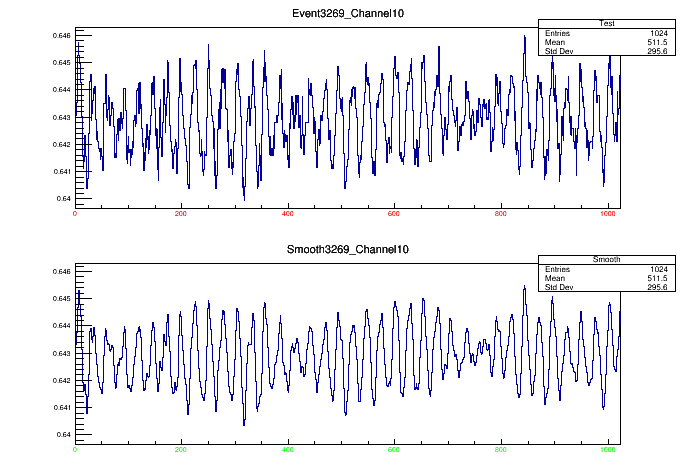 Event3269_Channel10
Test
Entries 1024
Mean 511.5
Std Dev 295.6
0.646
0.645
0.644
0.643
0.642
0.641
0.64
0 200 400 600 800 1000
Smooth3269_Channel10
Smooth
Entries 1024
Mean 511.5
Std Dev 295.6
0.646
0.645
0.644
0.643
0.642
0.641
0.64
0 200 400 600 800 1000